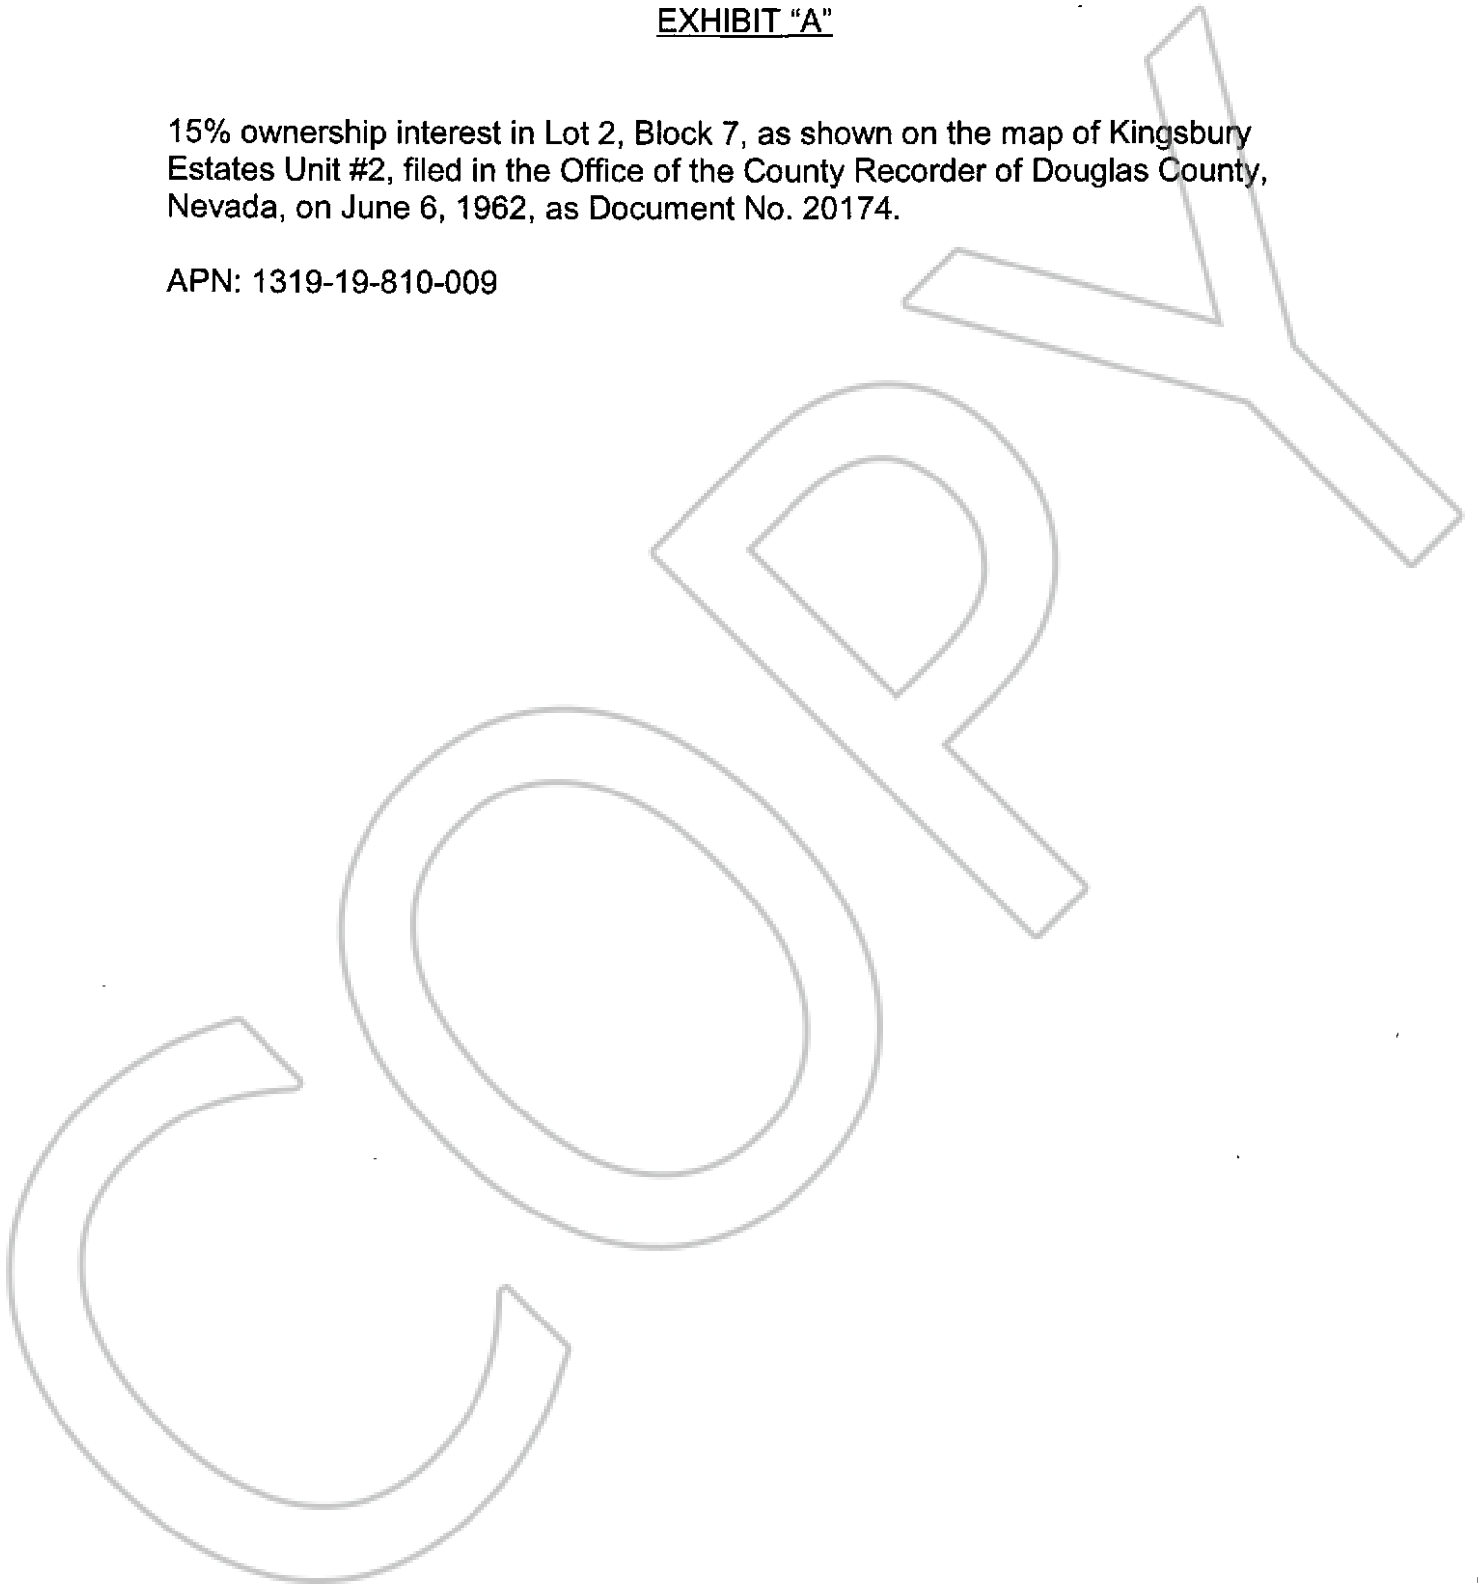 EXHIBIT “A”
15% ownership interest in Lot 2, Block 7, as shown on the map of Kingsbury
Estates Unit #2, filed in the Office of the County Recorder of Douglas County,
Nevada, on June 6, 1962, as Document No. 20174.
APN: 1319-19-810-009
COPY